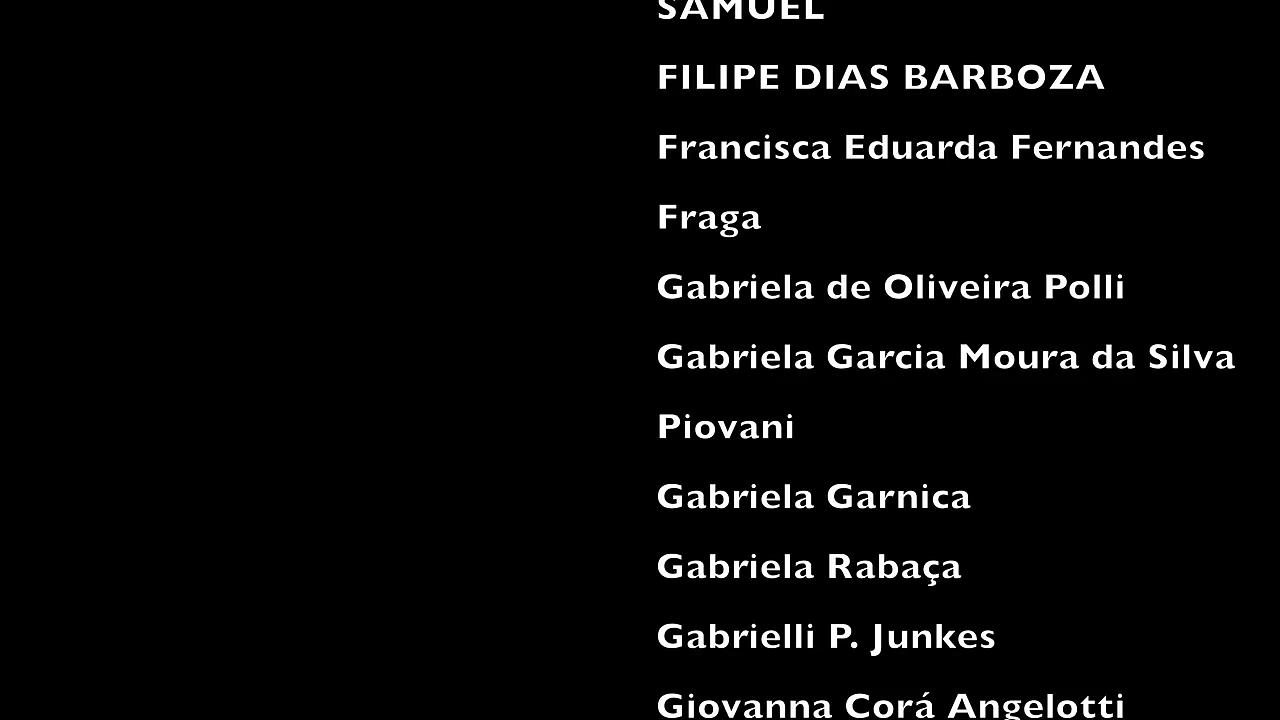 SAMUEL
FILIPE DIAS BARBOZA
Francisca Eduarda Fernandes
Fraga
Gabriela de Oliveira Polli
Gabriela Garcia Moura da Silva
Piovani
Gabriela Garnica
Gabriela Rabaça
Gabrielli P. Junkes
Giovanna Corá Angelotti